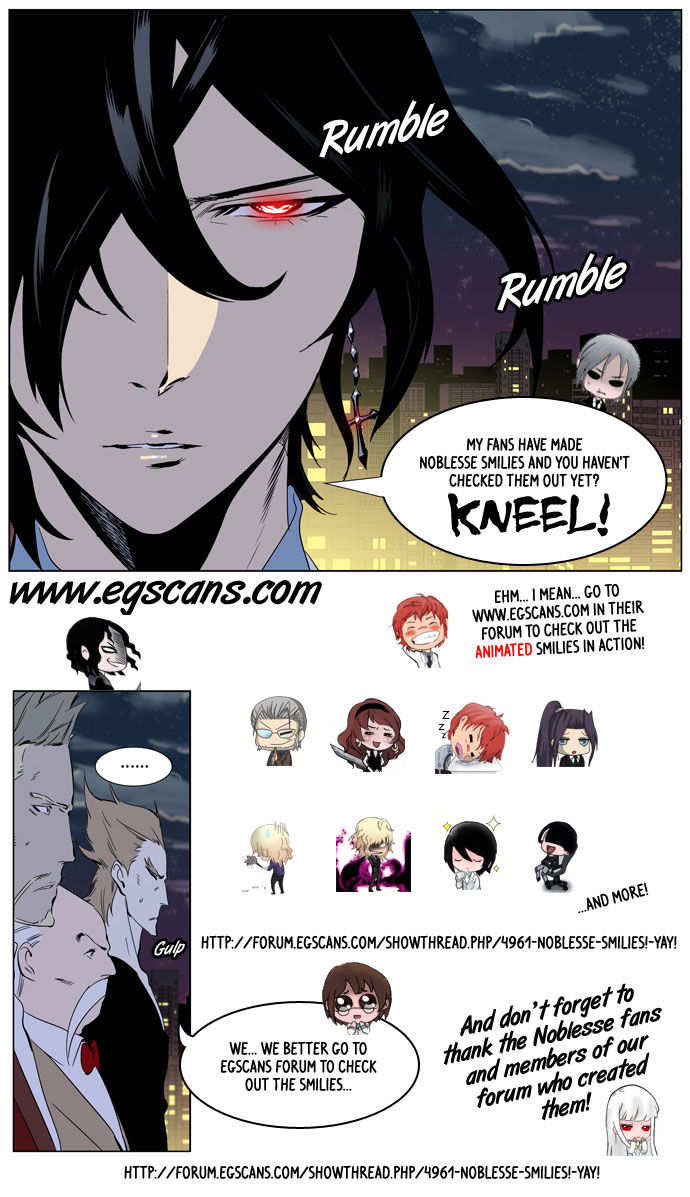 Rumble
Rumble
MY FANS HAVE MADE
NOBLESSE SMILIES AND YOU HAVEN'T
CHECKED THEM OUT YET?
KNEEL!
www.egscans.com
EHM... I MEAN... GO TO
WWW.EGSCANS.COM IN THEIR
FORUM TO CHECK OUT THE
ANIMATED SMILIES IN ACTION!
......
Z
Z
Z
...AND MORE!
Gulp
HTTP://FORUM.EGSCANS.COM/SHOWTHREAD.PHP/4961-NOBLESSE-SMILIES!-YAY!
WE... WE BETTER GO TO
EGSCANS FORUM TO CHECK
OUT THE SMILIES...
And don't forget to
thank the Noblesse fans
and members of our
forum who created
them!
HTTP://FORUM.EGSCANS.COM/SHOWTHREAD.PHP/4961-NOBLESSE-SMILIES!-YAY!